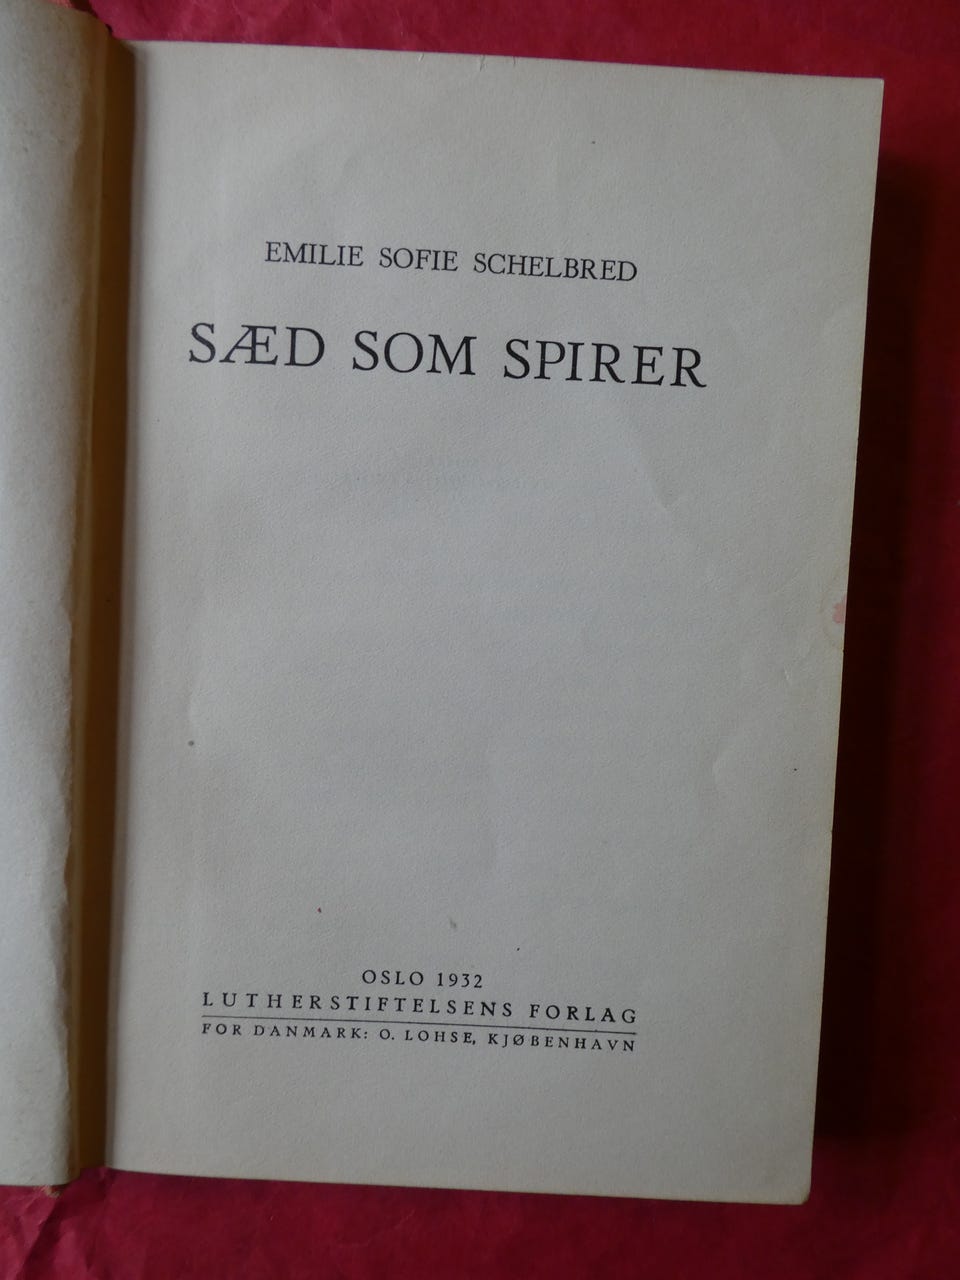 EMILIE SOFIE SCHELBRED
SÆD SOM SPIRER
OSLO 1932
LUTHERSTIFTELSENS FORLAG
FOR DANMARK: O. LOHSE, KJØBENHAVN